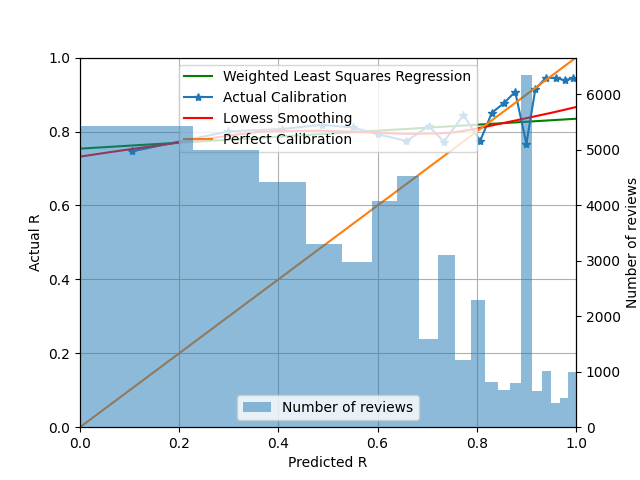 Weighted Least Squares Regression
Actual Calibration
Lowess Smoothing
Perfect Calibration
Number of reviews
Actual R
1.0
0.8
0.6
0.4
0.2
0.0
6000
5000
4000
3000
2000
1000
0
Number of reviews
0.0 0.2 0.4 0.6 0.8 1.0
Predicted R